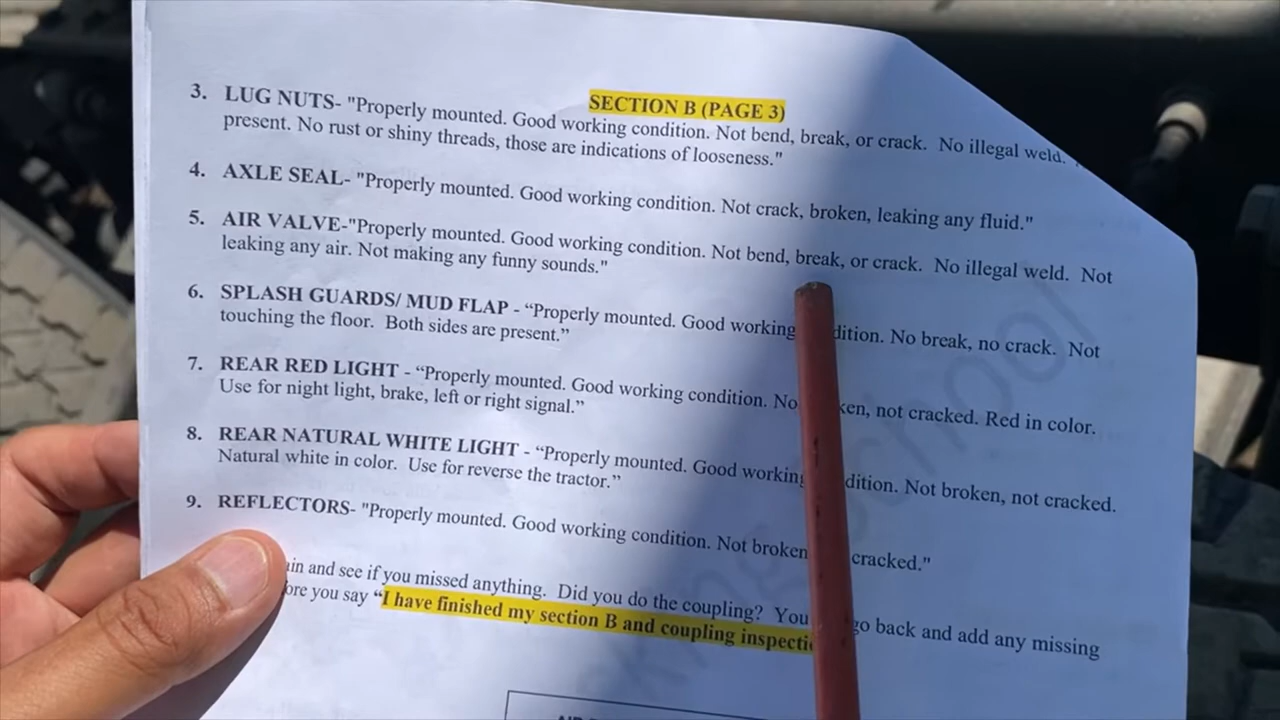 SECTION B (PAGE 3)
3. LUG NUTS- "Properly mounted. Good working condition. Not bend, break, or crack. No illegal weld.
present. No rust or shiny threads, those are indications of looseness."
4. AXLE SEAL- "Properly mounted. Good working condition. Not crack, broken, leaking any fluid."
5. AIR VALVE-"Properly mounted. Good working condition. Not bend, break, or crack. No illegal weld. Not
leaking any air. Not making any funny sounds."
6. SPLASH GUARDS/ MUD FLAP - “Properly mounted. Good working dition. No break, no crack. Not
touching the floor. Both sides are present.”
7. REAR RED LIGHT - “Properly mounted. Good working condition. No ken, not cracked. Red in color.
Use for night light, brake, left or right signal.”
8. REAR NATURAL WHITE LIGHT - “Properly mounted. Good working dition. Not broken, not cracked.
Natural white in color. Use for reverse the tractor.”
9. REFLECTORS- "Properly mounted. Good working condition. Not broken cracked."
in and see if you missed anything. Did you do the coupling? You go back and add any missing
ore you say “I have finished my section B and coupling inspecti
king School